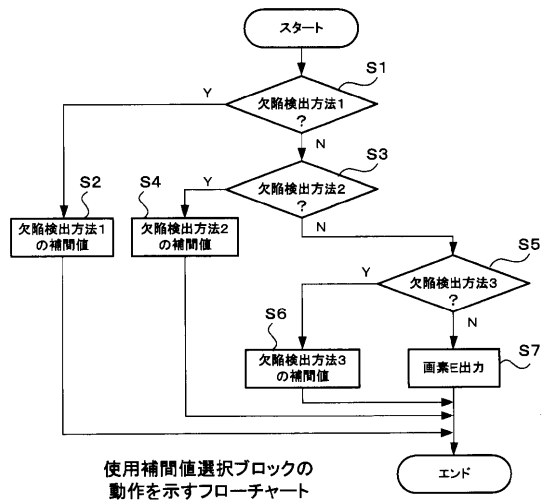 スタート
S1
欠陥検出方法1
?
Y
N
S3
欠陥検出方法2
?
Y
N
S2
欠陥検出方法1
の補間値
S4
欠陥検出方法2
の補間値
S5
欠陥検出方法3
?
Y
N
S6
欠陥検出方法3
の補間値
S7
画素E出力
エンド
使用補間値選択ブロックの
動作を示すフローチャート